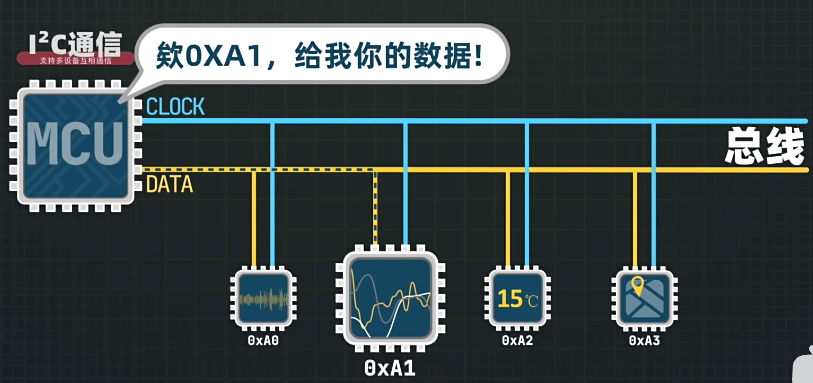 I²C通信
支持多设备互相通信
欸0XA1，给我你的数据!
MCU
CLOCK
总线
DATA
15℃
0xA0
0xA1
0xA2
0xA3